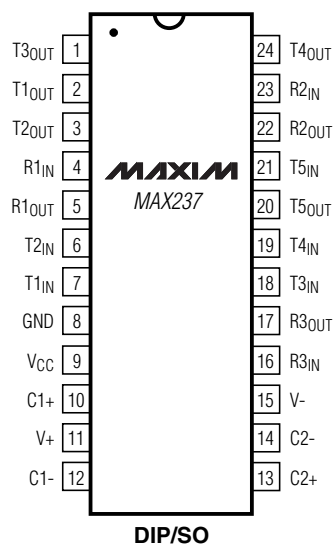 T3OUT 1 24 T4OUT
T1OUT 2 23 R2IN
T2OUT 3 22 R2OUT
R1IN 4 MAXIM 21 T5IN
R1OUT 5 MAX237 20 T5OUT
T2IN 6 19 T4IN
T1IN 7 18 T3IN
GND 8 17 R3OUT
VCC 9 16 R3IN
C1+ 10 15 V-
V+ 11 14 C2-
C1- 12 13 C2+
DIP/SO